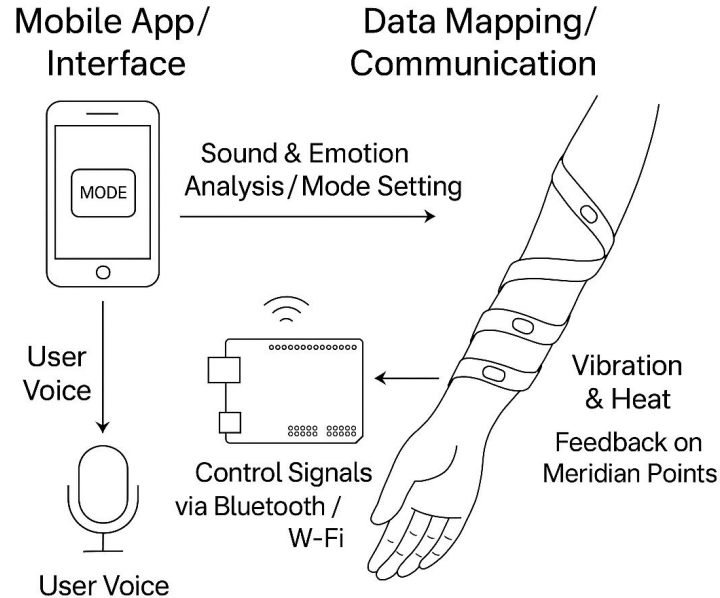 Mobile App/
Interface
Data Mapping/
Communication
MODE
Sound & Emotion
Analysis/Mode Setting
User
Voice
Vibration
& Heat
Feedback on
Meridian Points
Control Signals
via Bluetooth /
W-Fi
User Voice